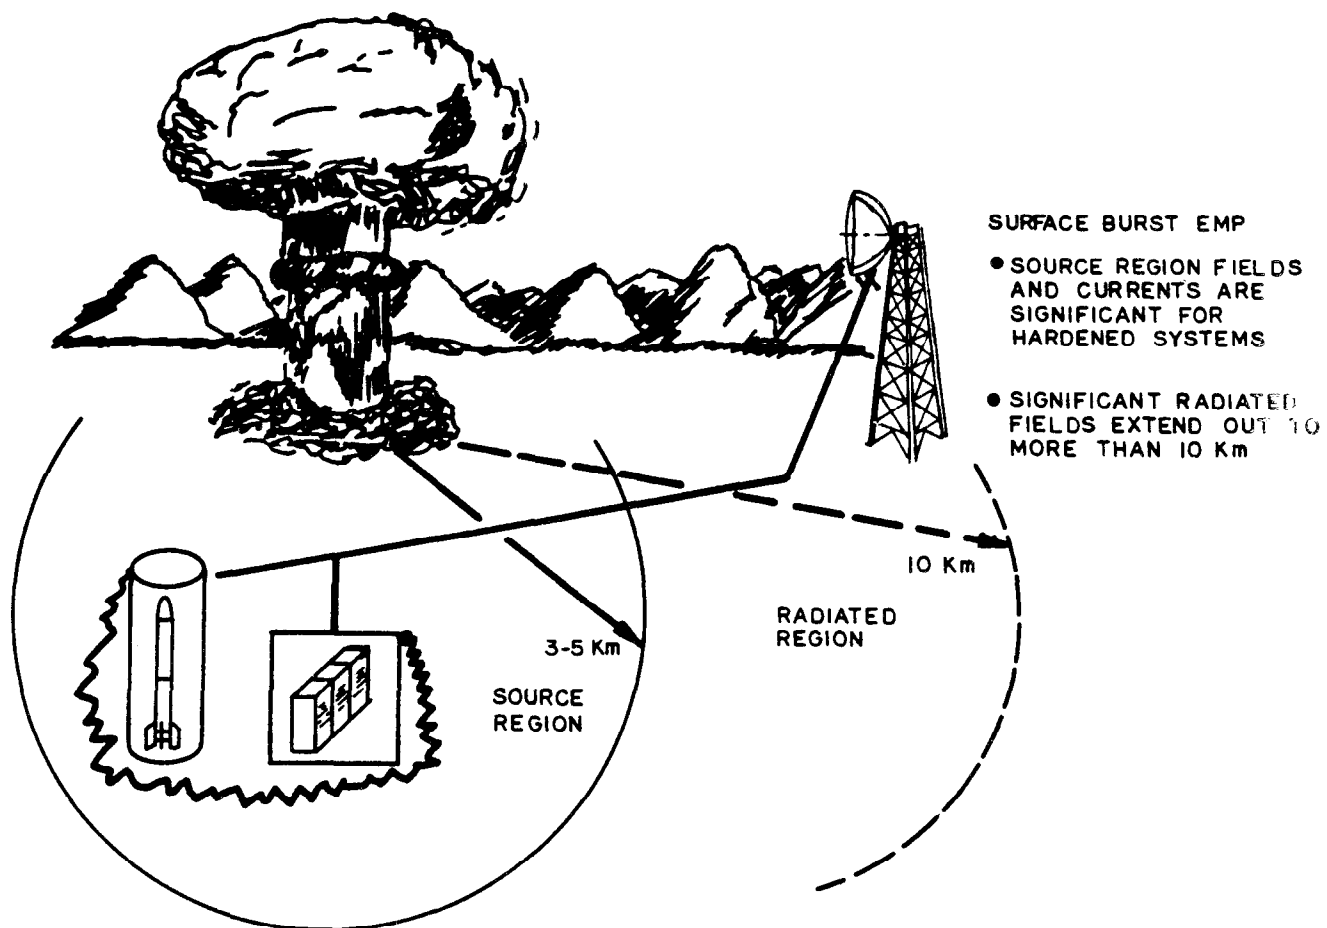 SURFACE BURST EMP
● SOURCE REGION FIELDS
AND CURRENTS ARE
SIGNIFICANT FOR
HARDENED SYSTEMS
● SIGNIFICANT RADIATED
FIELDS EXTEND OUT TO
MORE THAN 10 Km
10 Km
RADIATED
REGION
3-5 Km
SOURCE
REGION